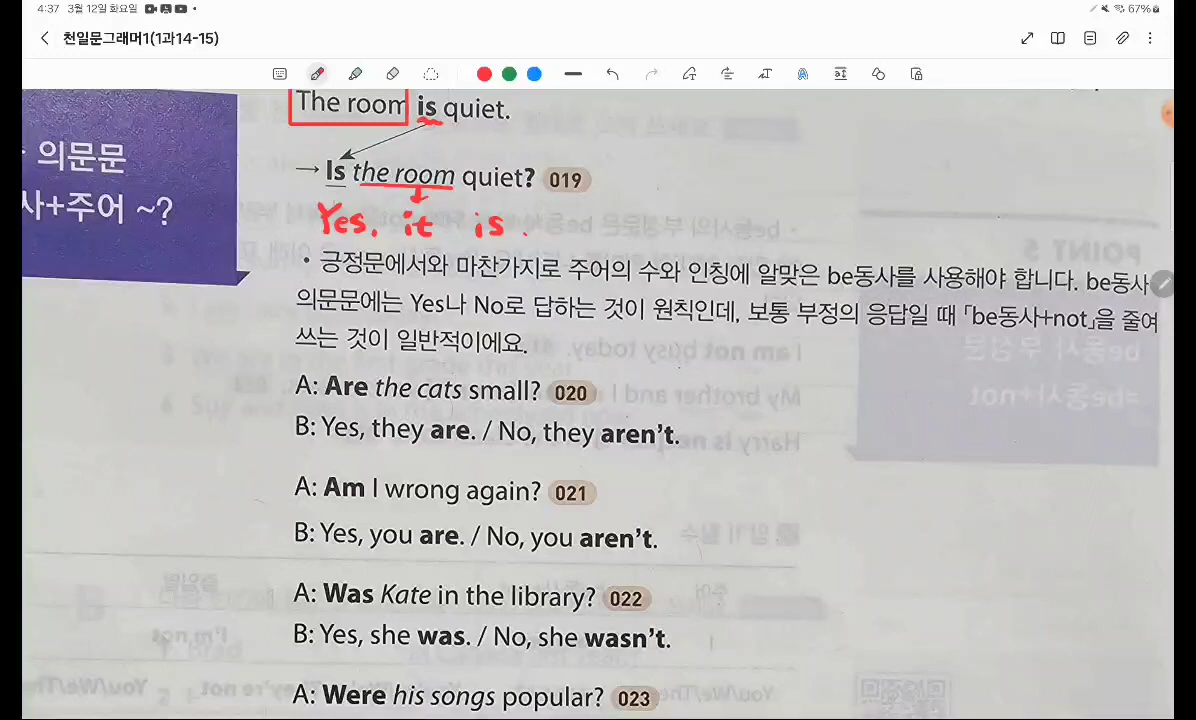 4:37 3월 12일 화요일
67%
천일문그래머1(1과14-15)
The room is quiet.
의문문
사+주어 ~?
→ Is the room quiet? 019
Yes, it is.
• 긍정문에서와 마찬가지로 주어의 수와 인칭에 알맞은 be동사를 사용해야 합니다. be동사
의문문에는 Yes나 No로 답하는 것이 원칙인데, 보통 부정의 응답일 때 「be동사+not」을 줄여
쓰는 것이 일반적이에요.
A: Are the cats small? 020
B: Yes, they are. / No, they aren't.
A: Am I wrong again? 021
B: Yes, you are. / No, you aren't.
A: Was Kate in the library? 022
B: Yes, she was. / No, she wasn't.
A: Were his songs popular? 023